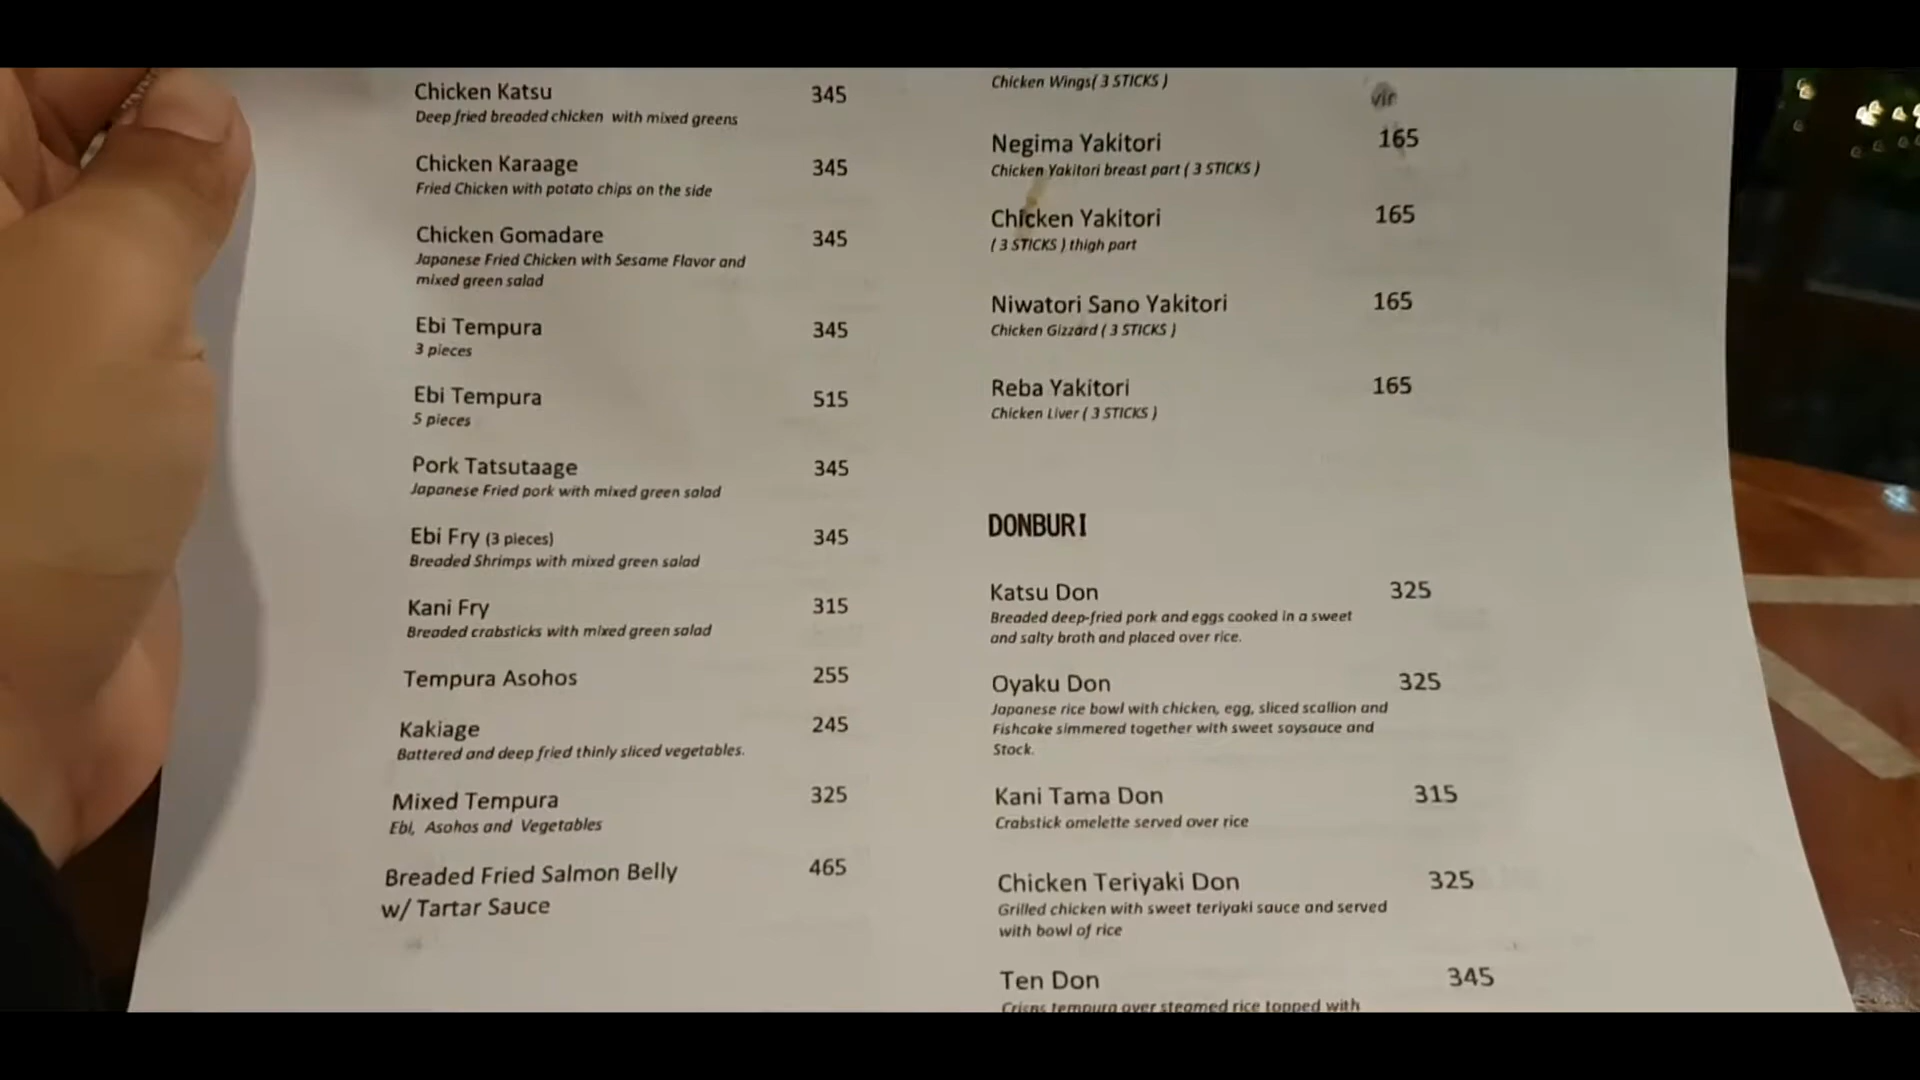 Chicken Katsu 345
Deep fried breaded chicken with mixed greens
Chicken Karaage 345
Fried Chicken with potato chips on the side
Chicken Gomadare 345
Japanese Fried Chicken with Sesame Flavor and
mixed green salad
Ebi Tempura 345
3 pieces
Ebi Tempura 515
5 pieces
Pork Tatsutaage 345
Japanese Fried pork with mixed green salad
Ebi Fry (3 pieces) 345
Breaded Shrimps with mixed green salad
Kani Fry 315
Breaded crabsticks with mixed green salad
Tempura Asohos 255
Kakiage 245
Battered and deep fried thinly sliced vegetables.
Mixed Tempura 325
Ebi, Asohos and Vegetables
Breaded Fried Salmon Belly 465
w/ Tartar Sauce
Chicken Wings( 3 STICKS )
Negima Yakitori 165
Chicken Yakitori breast part ( 3 STICKS )
Chicken Yakitori 165
( 3 STICKS ) thigh part
Niwatori Sano Yakitori 165
Chicken Gizzard ( 3 STICKS )
Reba Yakitori 165
Chicken Liver ( 3 STICKS )
DONBURI
Katsu Don 325
Breaded deep-fried pork and eggs cooked in a sweet
and salty broth and placed over rice.
Oyaku Don 325
Japanese rice bowl with chicken, egg, sliced scallion and
Fishcake simmered together with sweet soysauce and
Stock.
Kani Tama Don 315
Crabstick omelette served over rice
Chicken Teriyaki Don 325
Grilled chicken with sweet teriyaki sauce and served
with bowl of rice
Ten Don 345
Crisps tempura over steamed rice topped with